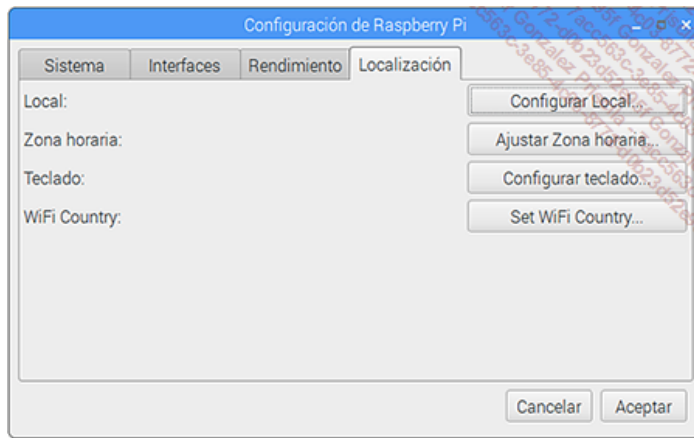 Configuración de Raspberry Pi
Sistema Interfaces Rendimiento Localización
Local: Configurar Local...
Zona horaria: Ajustar Zona horaria...
Teclado: Configurar teclado...
WiFi Country: Set WiFi Country...
Cancelar Aceptar